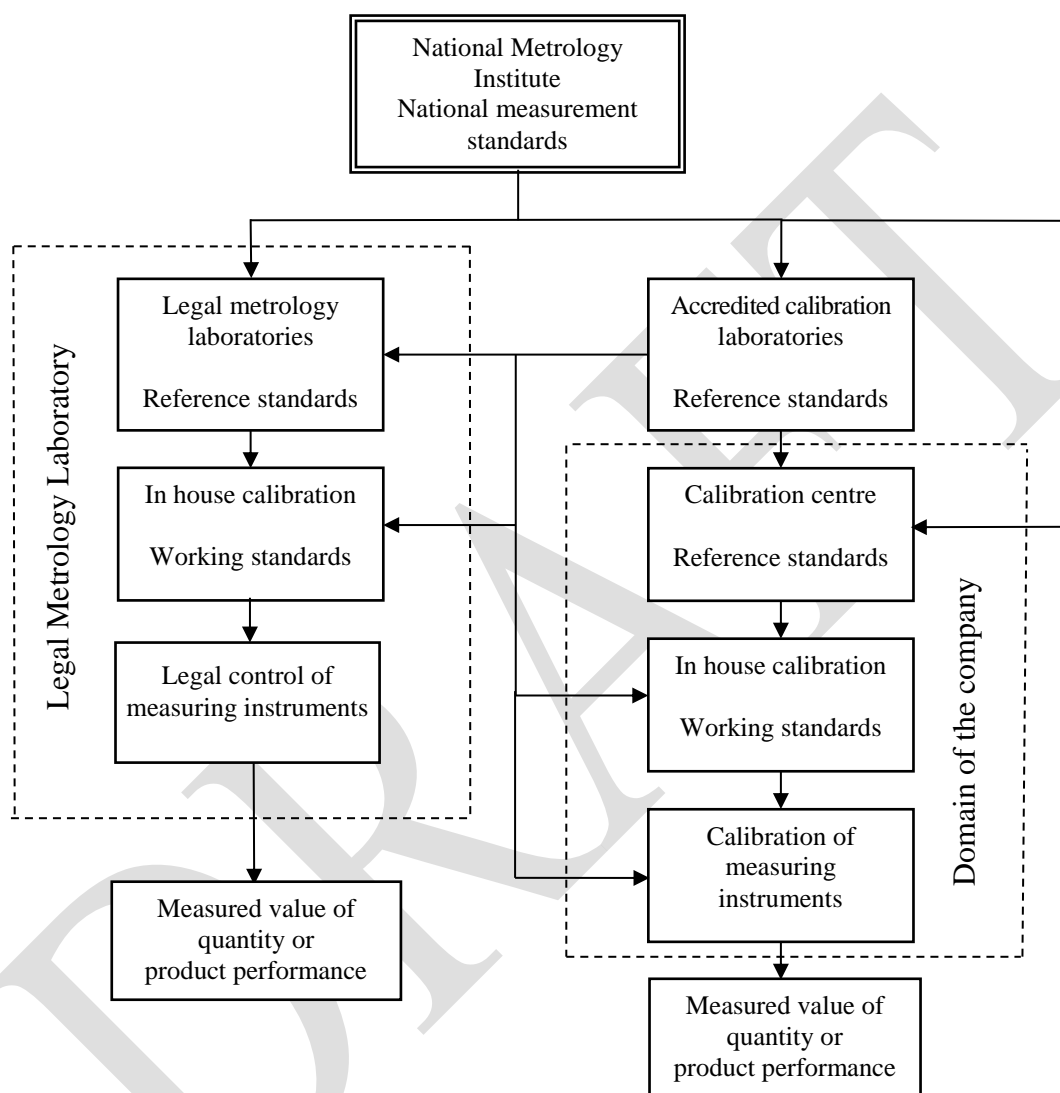 National Metrology
Institute
National measurement
standards
Legal Metrology Laboratory
Legal metrology
laboratories
Reference standards
In house calibration
Working standards
Legal control of
measuring instruments
Measured value of
quantity or
product performance
Accredited calibration
laboratories
Reference standards
Calibration centre
Reference standards
In house calibration
Working standards
Calibration of
measuring
instruments
Domain of the company
Measured value of
quantity or
product performance
DRAFT